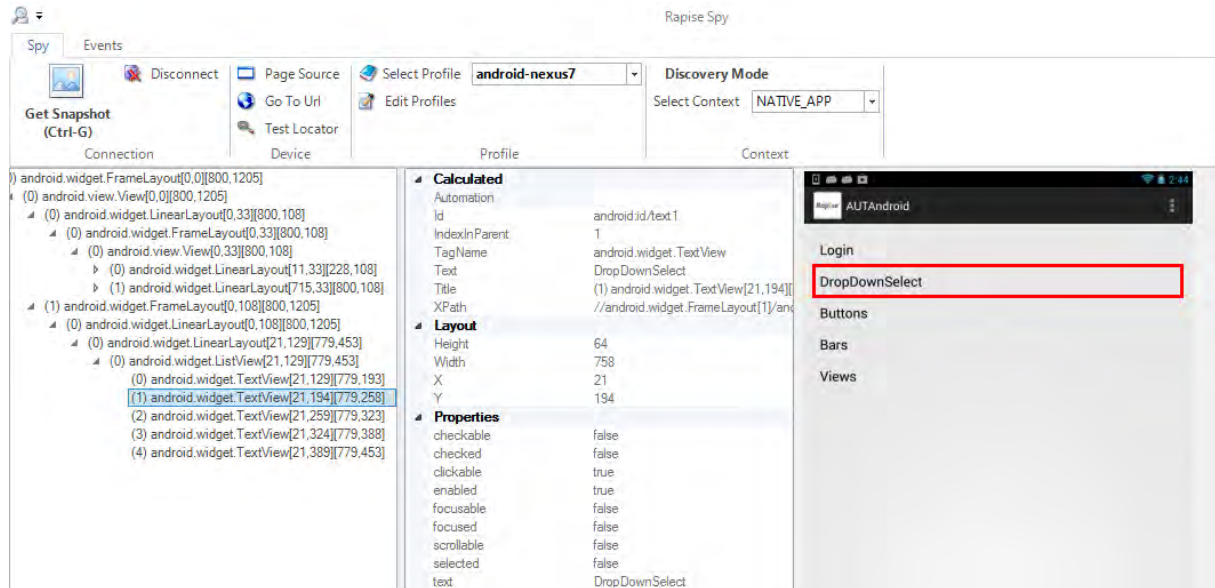 Rapise Spy
Spy Events
Get Snapshot
(Ctrl-G)
Disconnect
Connection
Page Source
Go To Url
Test Locator
Device
Select Profile android-nexus7
Edit Profiles
Profile
Discovery Mode
Select Context NATIVE_APP
Context
) android.widget.FrameLayout[0,0][800,1205]
(0) android.view.View[0,0][800,1205]
(0) android.widget.LinearLayout[0,33][800,108]
(0) android.widget.FrameLayout[0,33][800,108]
(0) android.view.View[0,33][800,108]
(0) android.widget.LinearLayout[11,33][228,108]
(1) android.widget.LinearLayout[715,33][800,108]
(1) android.widget.FrameLayout[0,108][800,1205]
(0) android.widget.LinearLayout[0,108][800,1205]
(0) android.widget.LinearLayout[21,129][779,453]
(0) android.widget.ListView[21,129][779,453]
(0) android.widget.TextView[21,129][779,193]
(1) android.widget.TextView[21,194][779,258]
(2) android.widget.TextView[21,259][779,323]
(3) android.widget.TextView[21,324][779,388]
(4) android.widget.TextView[21,389][779,453]
Calculated
Automation
Id android:id/text1
IndexInParent 1
TagName android.widget.TextView
Text DropDownSelect
Title (1) android.widget.TextView[21,194][
XPath //android.widget.FrameLayout[1]/and
Layout
Height 64
Width 758
X 21
Y 194
Properties
checkable false
checked false
clickable true
enabled true
focusable false
focused false
scrollable false
selected false
text DropDownSelect
2:44
Rapise AUTAndroid
Login
DropDownSelect
Buttons
Bars
Views